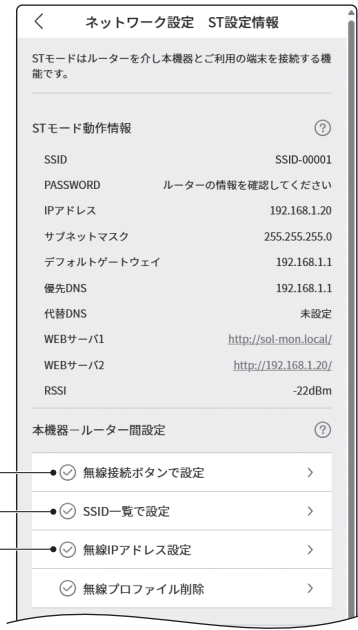 ネットワーク設定　ST設定情報
STモードはルーターを介し本機器とご利用の端末を接続する機
能です。
STモード動作情報 ?
SSID SSID-00001
PASSWORD ルーターの情報を確認してください
IPアドレス 192.168.1.20
サブネットマスク 255.255.255.0
デフォルトゲートウェイ 192.168.1.1
優先DNS 192.168.1.1
代替DNS 未設定
WEBサーバ1 http://sol-mon.local/
WEBサーバ2 http://192.168.1.20/
RSSI -22dBm
本機器－ルーター間設定 ?
無線接続ボタンで設定
SSID一覧で設定
無線IPアドレス設定
無線プロファイル削除